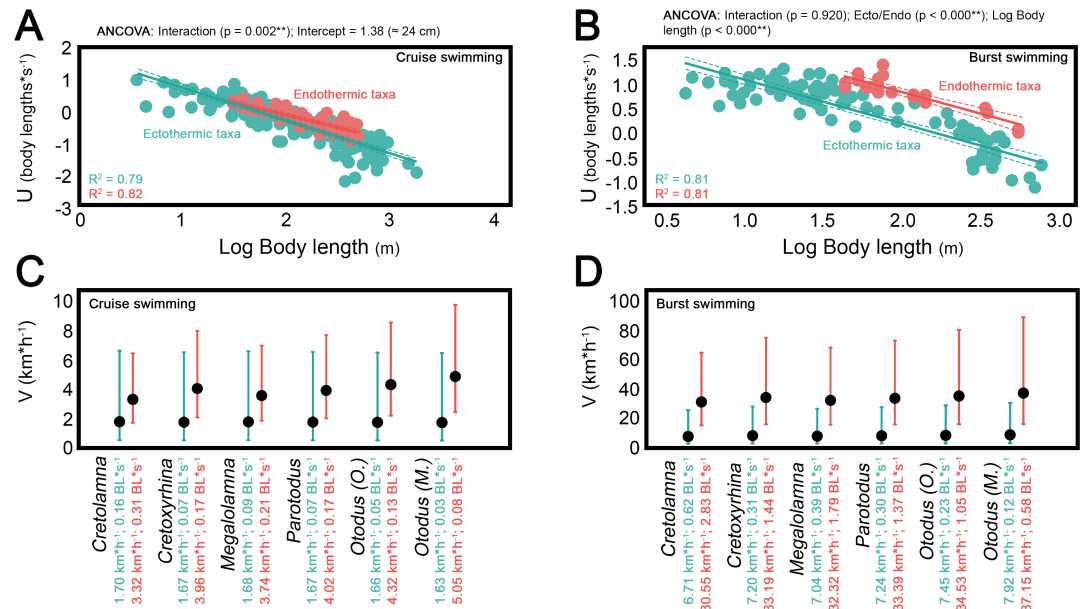 A
ANCOVA: Interaction (p = 0.002**); Intercept = 1.38 (≈ 24 cm)
Cruise swimming
Endothermic taxa
Ectothermic taxa
R² = 0.79
R² = 0.82
U (body lengths*s⁻¹)
2
1
0
-1
-2
-3
0
1
2
3
4
Log Body length (m)
B
ANCOVA: Interaction (p = 0.920); Ecto/Endo (p < 0.000**); Log Body
length (p < 0.000**)
Burst swimming
Endothermic taxa
Ectothermic taxa
R² = 0.81
R² = 0.81
U (body lengths*s⁻¹)
1.5
1.0
0.5
0.0
-0.5
-1.0
-1.5
0.5
1.0
1.5
2.0
2.5
3.0
Log Body length (m)
C
Cruise swimming
V (km*h⁻¹)
10
8
6
4
2
0
Cretolamna
1.70 km*h⁻¹; 0.16 BL*s⁻¹
3.32 km*h⁻¹; 0.31 BL*s⁻¹
Cretoxyrhina
1.67 km*h⁻¹; 0.07 BL*s⁻¹
3.96 km*h⁻¹; 0.17 BL*s⁻¹
Megalolamna
1.68 km*h⁻¹; 0.09 BL*s⁻¹
3.74 km*h⁻¹; 0.21 BL*s⁻¹
Parotodus
1.67 km*h⁻¹; 0.07 BL*s⁻¹
4.02 km*h⁻¹; 0.17 BL*s⁻¹
Otodus (O.)
1.66 km*h⁻¹; 0.05 BL*s⁻¹
4.32 km*h⁻¹; 0.13 BL*s⁻¹
Otodus (M.)
1.63 km*h⁻¹; 0.03 BL*s⁻¹
5.05 km*h⁻¹; 0.08 BL*s⁻¹
D
Burst swimming
V (km*h⁻¹)
100
80
60
40
20
0
Cretolamna
6.71 km*h⁻¹; 0.62 BL*s⁻¹
30.55 km*h⁻¹; 2.83 BL*s⁻¹
Cretoxyrhina
7.20 km*h⁻¹; 0.31 BL*s⁻¹
33.19 km*h⁻¹; 1.44 BL*s⁻¹
Megalolamna
7.04 km*h⁻¹; 0.39 BL*s⁻¹
32.32 km*h⁻¹; 1.79 BL*s⁻¹
Parotodus
7.24 km*h⁻¹; 0.30 BL*s⁻¹
33.39 km*h⁻¹; 1.37 BL*s⁻¹
Otodus (O.)
7.45 km*h⁻¹; 0.23 BL*s⁻¹
34.53 km*h⁻¹; 1.05 BL*s⁻¹
Otodus (M.)
7.92 km*h⁻¹; 0.12 BL*s⁻¹
37.15 km*h⁻¹; 0.58 BL*s⁻¹